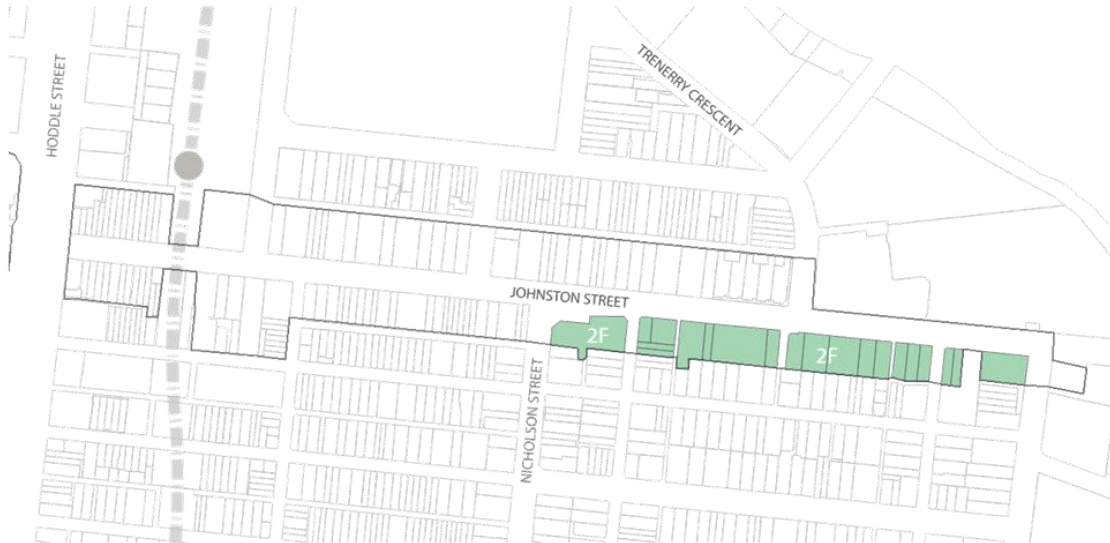 HODDLE STREET
TRENERRY CRESCENT
JOHNSTON STREET
2F
2F
NICHOLSON STREET